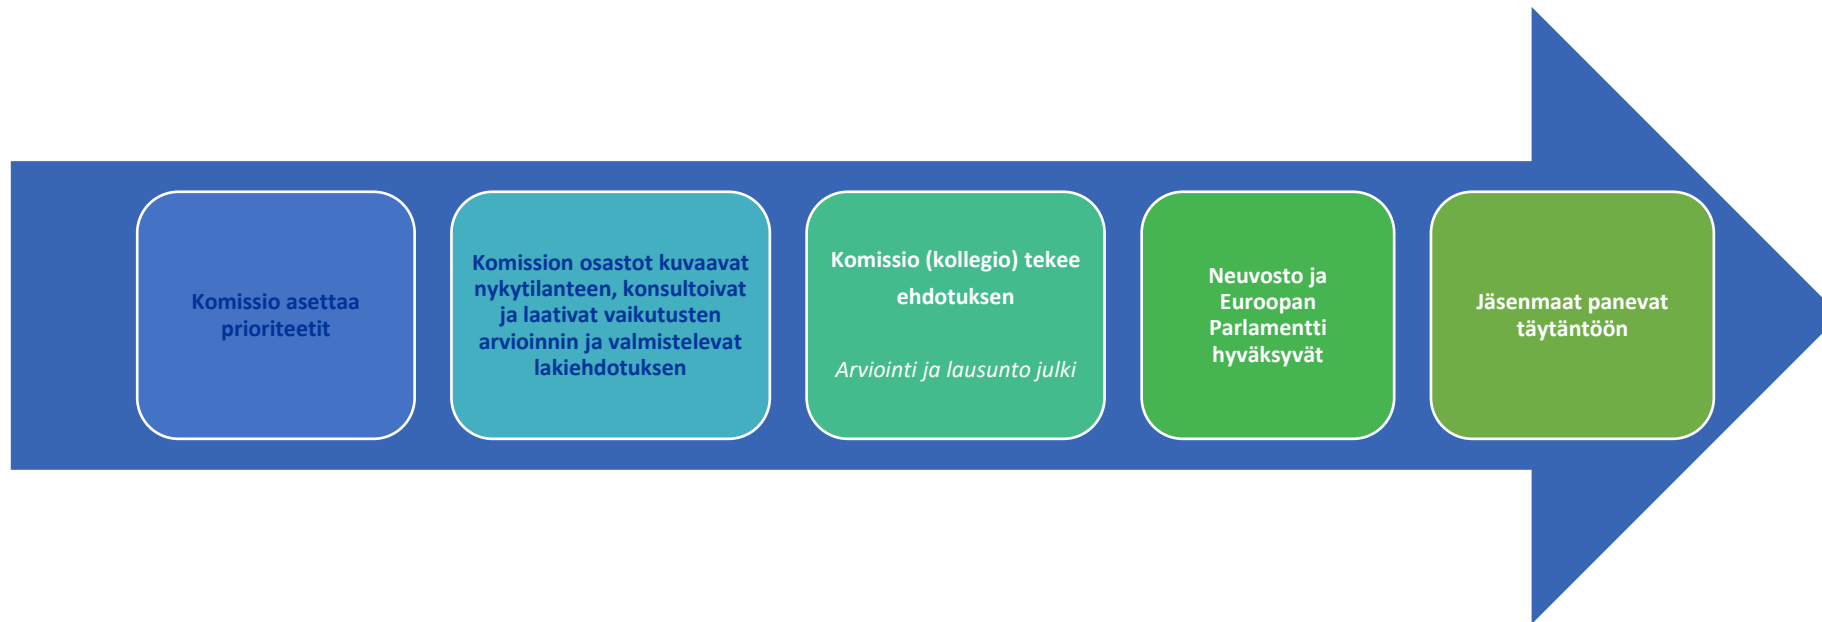 Komissio asettaa
prioriteetit
Komission osastot kuvaavat
nykytilanteen, konsultoivat
ja laativat vaikutusten
arvioinnin ja valmistelevat
lakiehdotuksen
Komissio (kollegio) tekee
ehdotuksen
Arviointi ja lausunto julki
Neuvosto ja
Euroopan
Parlamentti
hyväksyvät
Jäsenmaat panevat
täytäntöön